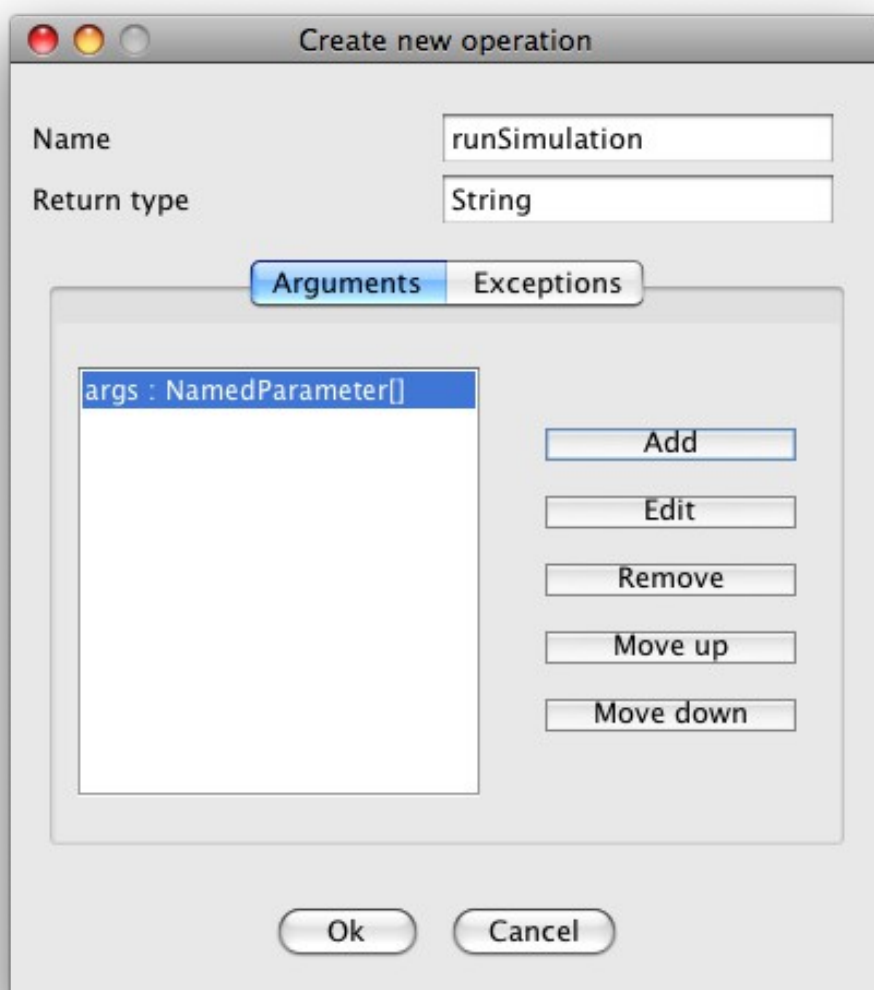 Create new operation
Name
runSimulation
Return type
String
Arguments
Exceptions
args : NamedParameter[]
Add
Edit
Remove
Move up
Move down
Ok
Cancel